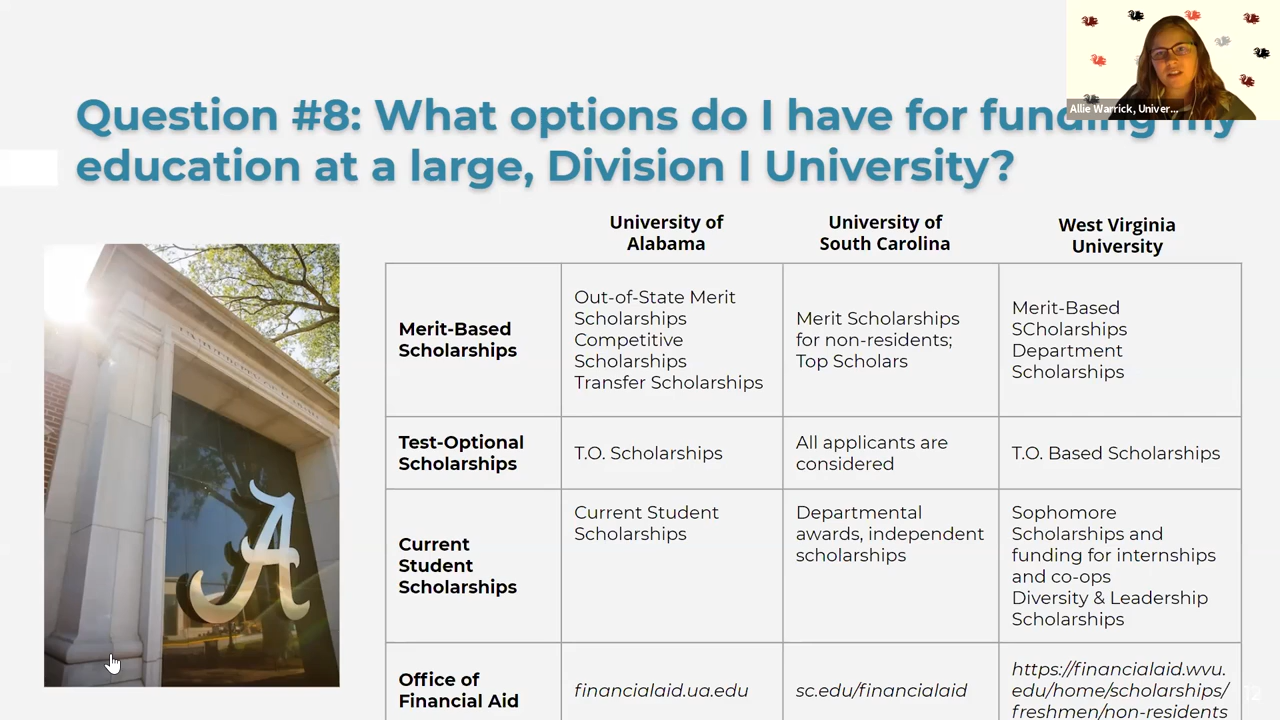 Allie Warrick, Univer...
Question #8: What options do I have for funding my
education at a large, Division I University?
University of
Alabama
University of
South Carolina
West Virginia
University
Merit-Based
Scholarships
Out-of-State Merit
Scholarships
Competitive
Scholarships
Transfer Scholarships
Merit Scholarships
for non-residents;
Top Scholars
Merit-Based
SCholarships
Department
Scholarships
Test-Optional
Scholarships
T.O. Scholarships
All applicants are
considered
T.O. Based Scholarships
Current
Student
Scholarships
Current Student
Scholarships
Departmental
awards, independent
scholarships
Sophomore
Scholarships and
funding for internships
and co-ops
Diversity & Leadership
Scholarships
Office of
Financial Aid
financialaid.ua.edu
sc.edu/financialaid
https://financialaid.wvu.
edu/home/scholarships/
freshmen/non-residents
12
A